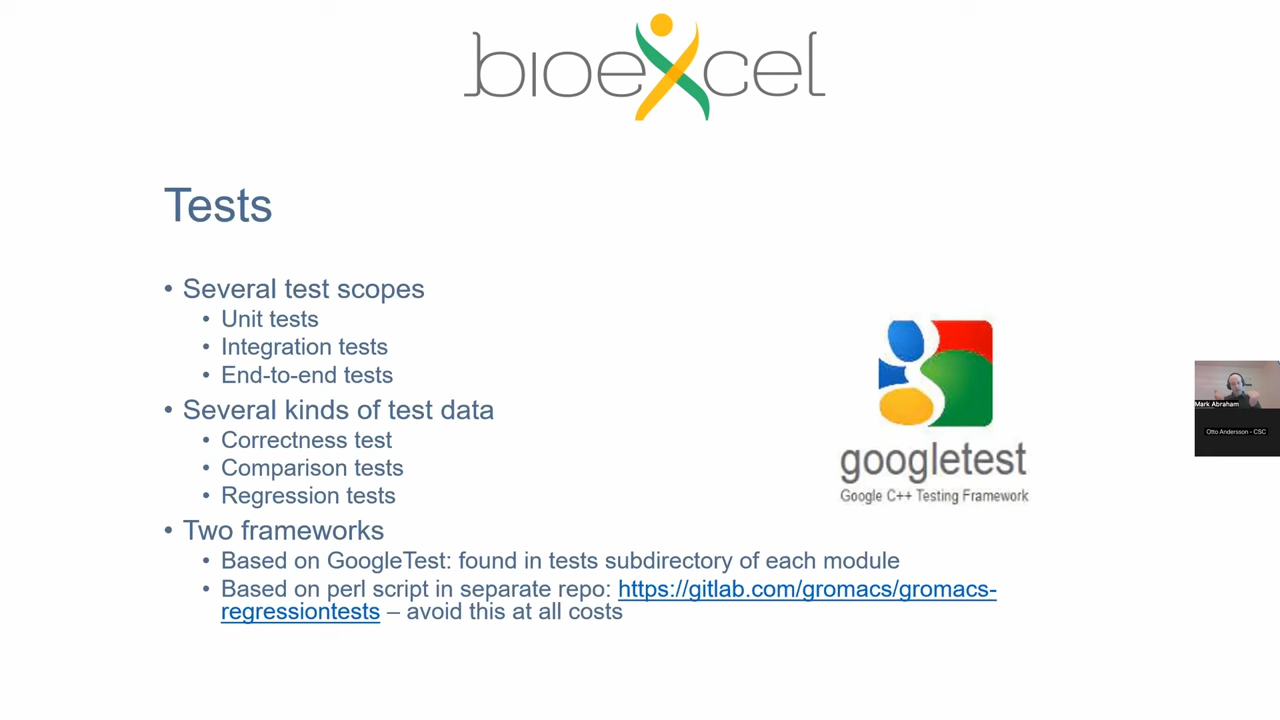 bioexcel
Tests
• Several test scopes
• Unit tests
• Integration tests
• End-to-end tests
• Several kinds of test data
• Correctness test
• Comparison tests
• Regression tests
• Two frameworks
• Based on GoogleTest: found in tests subdirectory of each module
• Based on perl script in separate repo: https://gitlab.com/gromacs/gromacs-
regressiontests – avoid this at all costs
googletest
Google C++ Testing Framework
Mark Abraham
Otto Andersson - CSC